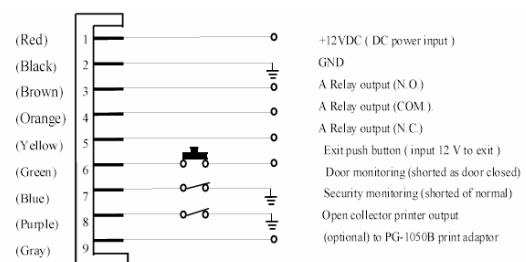 (Red) 1 +12VDC ( DC power input )
(Black) 2 GND
(Brown) 3 A Relay output (N.O.)
(Orange) 4 A Relay output (COM.).
(Yellow) 5 A Relay output (N.C.)
(Green) 6 Exit push button ( input 12 V to exit )
(Blue) 7 Door monitoring (shorted as door closed)
(Purple) 8 Security monitoring (shorted of normal)
(Gray) 9 Open collector printer output
(optional) to PG-1050B print adaptor